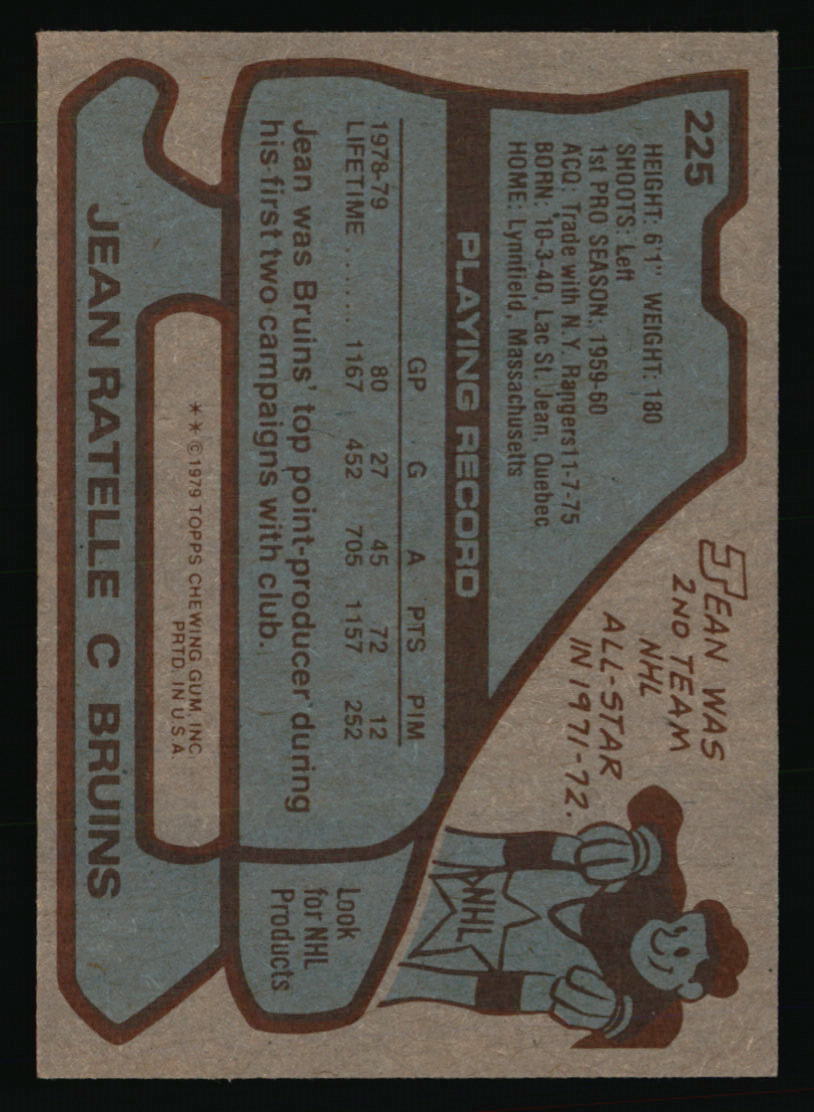 225
HEIGHT: 6'1" WEIGHT: 180
SHOOTS: Left
1st PRO SEASON: 1959-60
ACQ: Trade with N.Y. Rangers 11-7-75
BORN: 10-3-40, Lac St. Jean, Quebec
HOME: Lynnfield, Massachusetts
JEAN WAS
2ND TEAM
NHL
ALL-STAR
IN 1971-72.
NHL
PLAYING RECORD
GP G A PTS PIM
1978-79 80 27 45 72 12
LIFETIME ....... 1167 452 705 1157 252
Jean was Bruins' top point-producer during
his first two campaigns with club.
Look
for NHL
Products
** © 1979 TOPPS CHEWING GUM, INC.
PRTD. IN U.S.A.
JEAN RATELLE C BRUINS